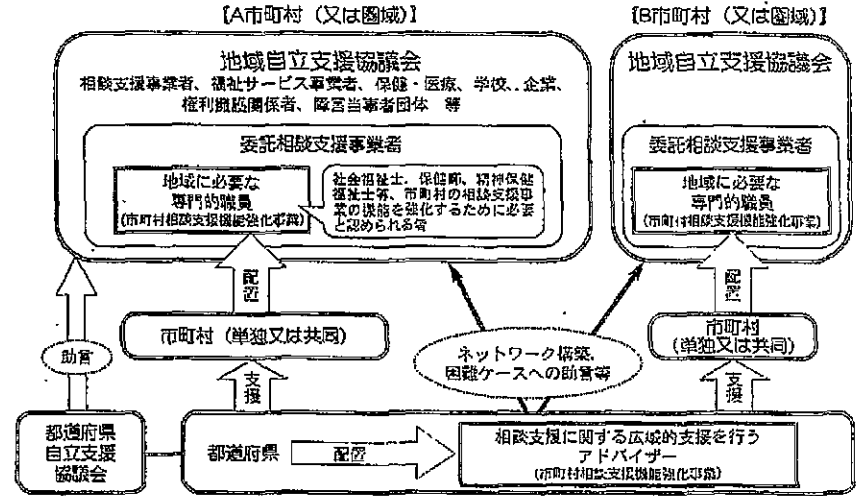 【A市町村（又は圏域）】
地域自立支援協議会
相談支援事業者、福祉サービス事業者、保健・医療、学校、企業、
権利擁護関係者、障害当事者団体 等
委託相談支援事業者
地域に必要な
専門的職員
（市町村相談支援機能強化事業）
社会福祉士、保健師、精神保健
福祉士等、市町村の相談支援事
業の機能を強化するために必要
と認められる者
配置
市町村（単独又は共同）
助言
支援
【B市町村（又は圏域）】
地域自立支援協議会
委託相談支援事業者
地域に必要な
専門的職員
（市町村相談支援機能強化事業）
配置
市町村
（単独又は共同）
支援
ネットワーク構築、
困難ケースへの助言等
都道府県
自立支援
協議会
都道府県
配置
相談支援に関する広域的支援を行う
アドバイザー
（市町村相談支援機能強化事業）